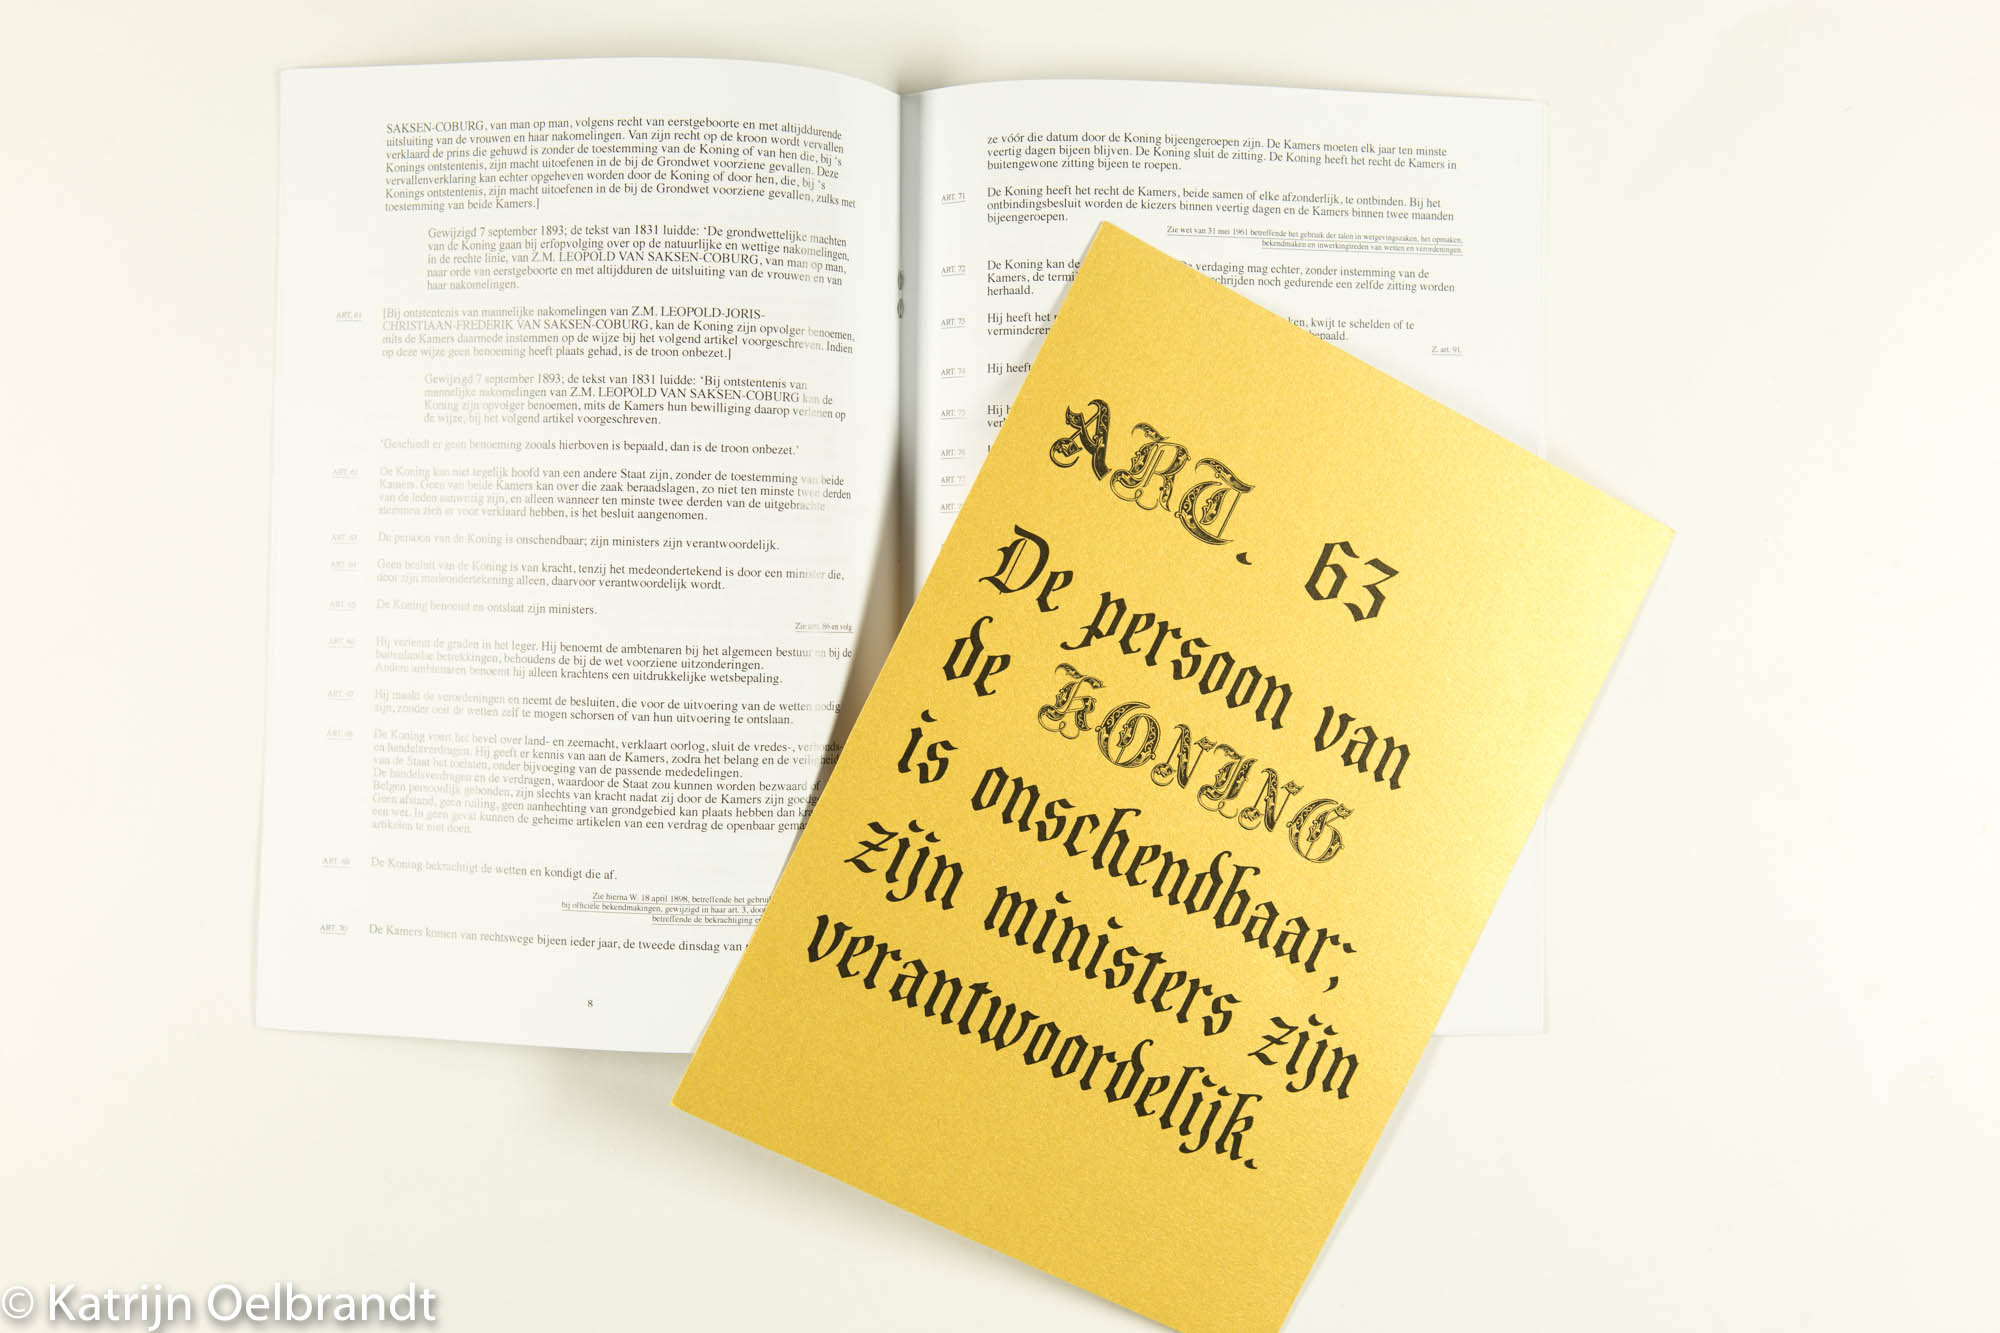 SAKSEN-COBURG, van man op man, volgens recht van eerstgeboorte en met altijddurende
uitsluiting van de vrouwen en haar nakomelingen. Van zijn recht op de kroon wordt vervallen
verklaard de prins die gehuwd is zonder de toestemming van de Koning of van hen die, bij 's
Konings ontstentenis, zijn macht uitoefenen in de bij de Grondwet voorziene gevallen. Deze
vervallenverklaring kan echter opgeheven worden door de Koning of door hen, die, bij 's
Konings ontstentenis, zijn macht uitoefenen in de bij de Grondwet voorziene gevallen, zulks met
toestemming van beide Kamers.]
Gewijzigd 7 september 1893; de tekst van 1831 luidde: 'De grondwettelijke machten
van de Koning gaan bij erfopvolging over op de natuurlijke en wettige nakomelingen,
in de rechte linie, van Z.M. LEOPOLD VAN SAKSEN-COBURG, van man op man,
naar orde van eerstgeboorte en met altijdduren de uitsluiting van de vrouwen en van
haar nakomelingen.
ART. 61 [Bij ontstentenis van mannelijke nakomelingen van Z.M. LEOPOLD-JORIS-
CHRISTIAAN-FREDERIK VAN SAKSEN-COBURG, kan de Koning zijn opvolger benoemen,
mits de Kamers daarmede instemmen op de wijze bij het volgend artikel voorgeschreven. Indien
op deze wijze geen benoeming heeft plaats gehad, is de troon onbezet.]
Gewijzigd 7 september 1893; de tekst van 1831 luidde: 'Bij ontstentenis van
mannelijke nakomelingen van Z.M. LEOPOLD VAN SAKSEN-COBURG kan de
Koning zijn opvolger benoemen, mits de Kamers hun bewilliging daarop verlenen op
de wijze, bij het volgend artikel voorgeschreven.
'Geschiedt er geen benoeming zooals hierboven is bepaald, dan is de troon onbezet.'
ART. 62 De Koning kan niet tegelijk hoofd van een andere Staat zijn, zonder de toestemming van beide
Kamers. Geen van beide Kamers kan over die zaak beraadslagen, zo niet ten minste twee derden
van de leden aanwezig zijn, en alleen wanneer ten minste twee derden van de uitgebrachte
stemmen zich er voor verklaard hebben, is het besluit aangenomen.
ART. 63 De persoon van de Koning is onschendbaar; zijn ministers zijn verantwoordelijk.
ART. 64 Geen besluit van de Koning is van kracht, tenzij het medeondertekend is door een minister die,
door zijn medeondertekening alleen, daarvoor verantwoordelijk wordt.
ART. 65 De Koning benoemt en ontslaat zijn ministers.
Zie artt. 86 en volg.
ART. 66 Hij verleent de graden in het leger. Hij benoemt de ambtenaren bij het algemeen bestuur en bij de
buitenlandse betrekkingen, behoudens de bij de wet voorziene uitzonderingen.
Andere ambtenaren benoemt hij alleen krachtens een uitdrukkelijke wetsbepaling.
ART. 67 Hij maakt de verordeningen en neemt de besluiten, die voor de uitvoering van de wetten nodig
zijn, zonder ooit de wetten zelf te mogen schorsen of van hun uitvoering te ontslaan.
ART. 68 De Koning voert het bevel over land- en zeemacht, verklaart oorlog, sluit de vredes-, verbonds-
en handelsverdragen. Hij geeft er kennis van aan de Kamers, zodra het belang en de veiligheid
van de Staat het toelaten, onder bijvoeging van de passende mededelingen.
De handelsverdragen en de verdragen, waardoor de Staat zou kunnen worden bezwaard of
Belgen persoonlijk gebonden, zijn slechts van kracht nadat zij door de Kamers zijn
Geen afstand, geen ruiling, geen aanhechting van grondgebied kan plaats hebben dan
een wet. In geen geval kunnen de geheime artikelen van een verdrag de openbaar
artikelen te niet doen.
ART. 69 De Koning bekrachtigt de wetten en kondigt die af.
Zie hierna W. 18 april 1898, betreffende het
bij officiële bekendmakingen, gewijzigd in haar art. 3,
betreffende de bekrachtiging
ART. 70 De Kamers komen van rechtswege bijeen ieder jaar, de tweede dinsdag van
8
ze vóór die datum door de Koning bijeengeroepen zijn. De Kamers moeten elk jaar ten minste
veertig dagen bijeen blijven. De Koning sluit de zitting. De Koning heeft het recht de Kamers in
buitengewone zitting bijeen te roepen.
ART. 71 De Koning heeft het recht de Kamers, beide samen of elke afzonderlijk, te ontbinden. Bij het
ontbindingsbesluit worden de kiezers binnen veertig dagen en de Kamers binnen twee maanden
bijeengeroepen.
Zie wet van 31 mei 1961 betreffende het gebruik der talen in wetgevingszaken, het opmaken,
bekendmaken en inwerkingtreden van wetten en verordeningen.
ART. 72 De Koning kan de verdaging mag echter, zonder instemming van de
Kamers, de noch gedurende een zelfde zitting worden
herhaald.
ART. 73 Hij heeft het kwijt te schelden of te
verminderen
Z. art. 91.
ART. 74 Hij heeft
ART. 75 Hij
ART. 76
ART. 77
ART. 63
De persoon van
de KONING
is onschendbaar;
zijn ministers zijn
verantwoordelijk.
© Katrijn Oelbrandt